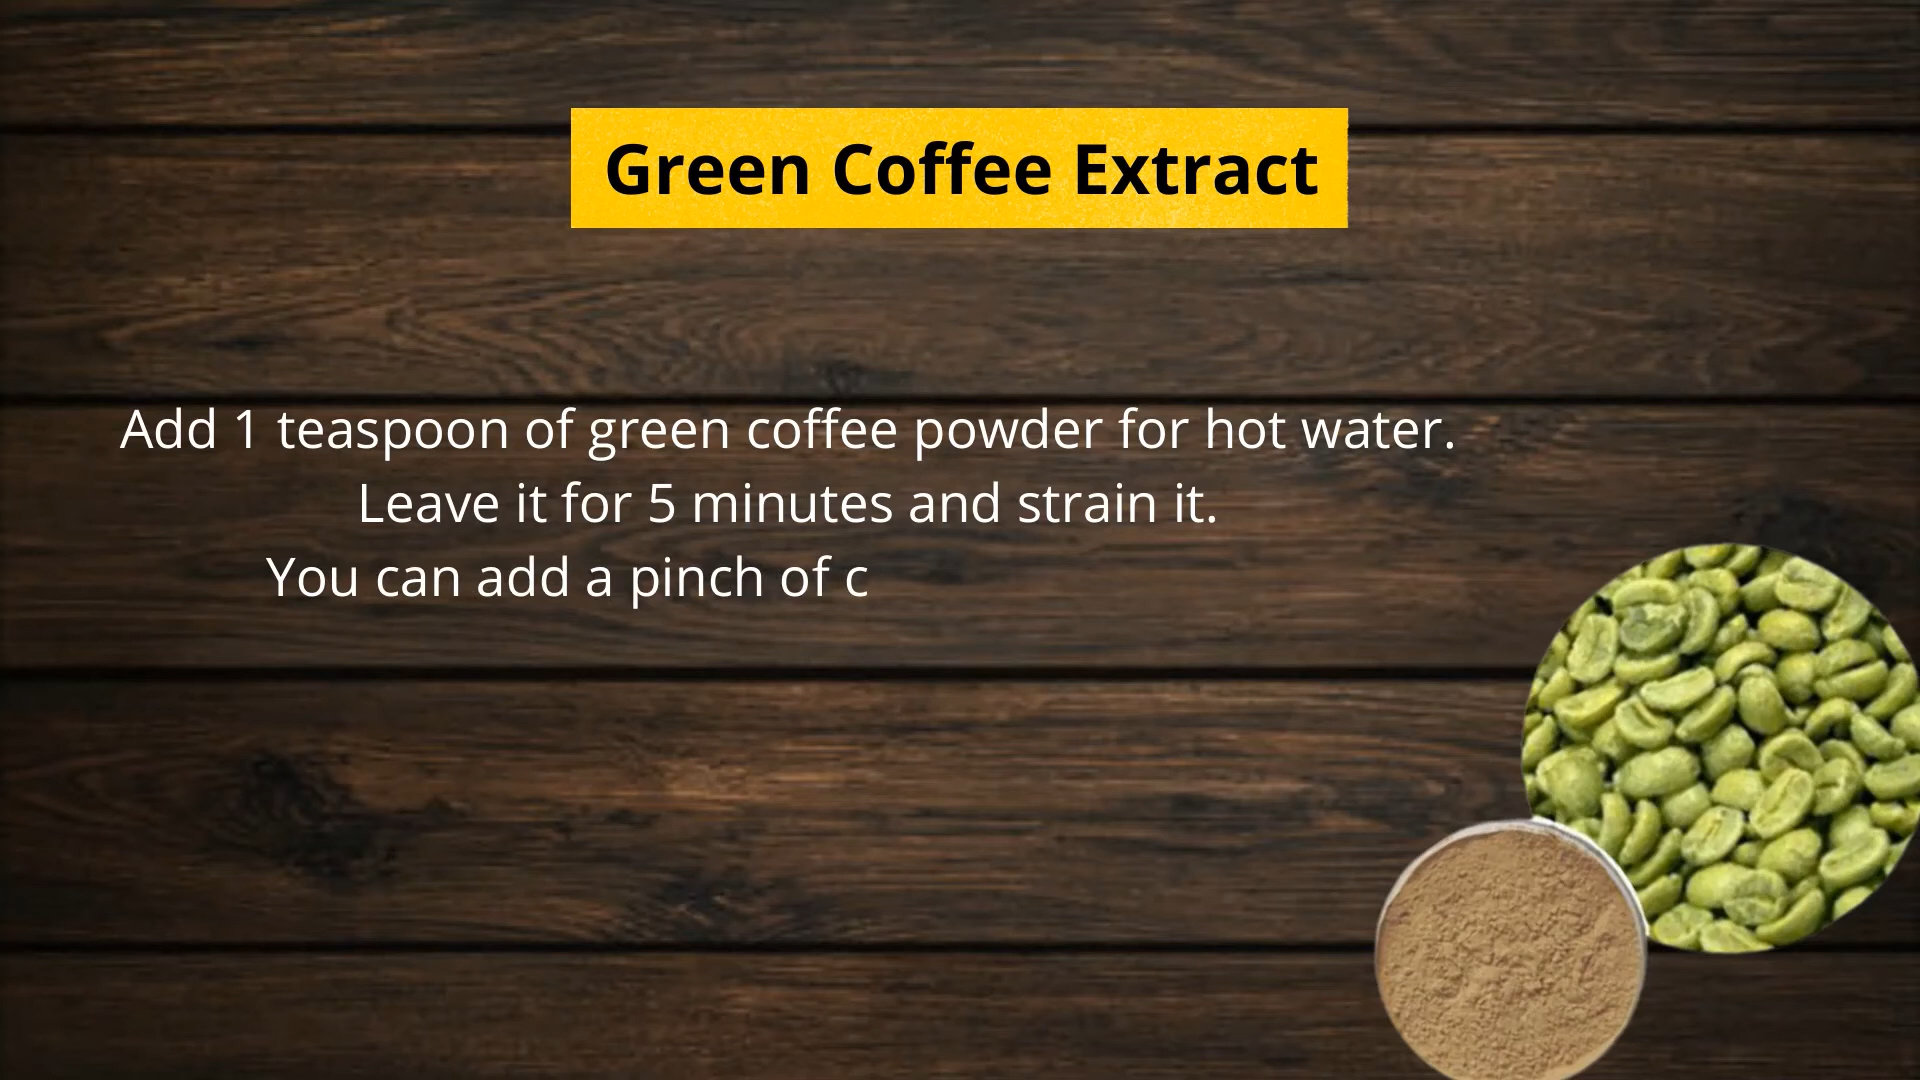 Green Coffee Extract
Add 1 teaspoon of green coffee powder for hot water.
Leave it for 5 minutes and strain it.
You can add a pinch of c